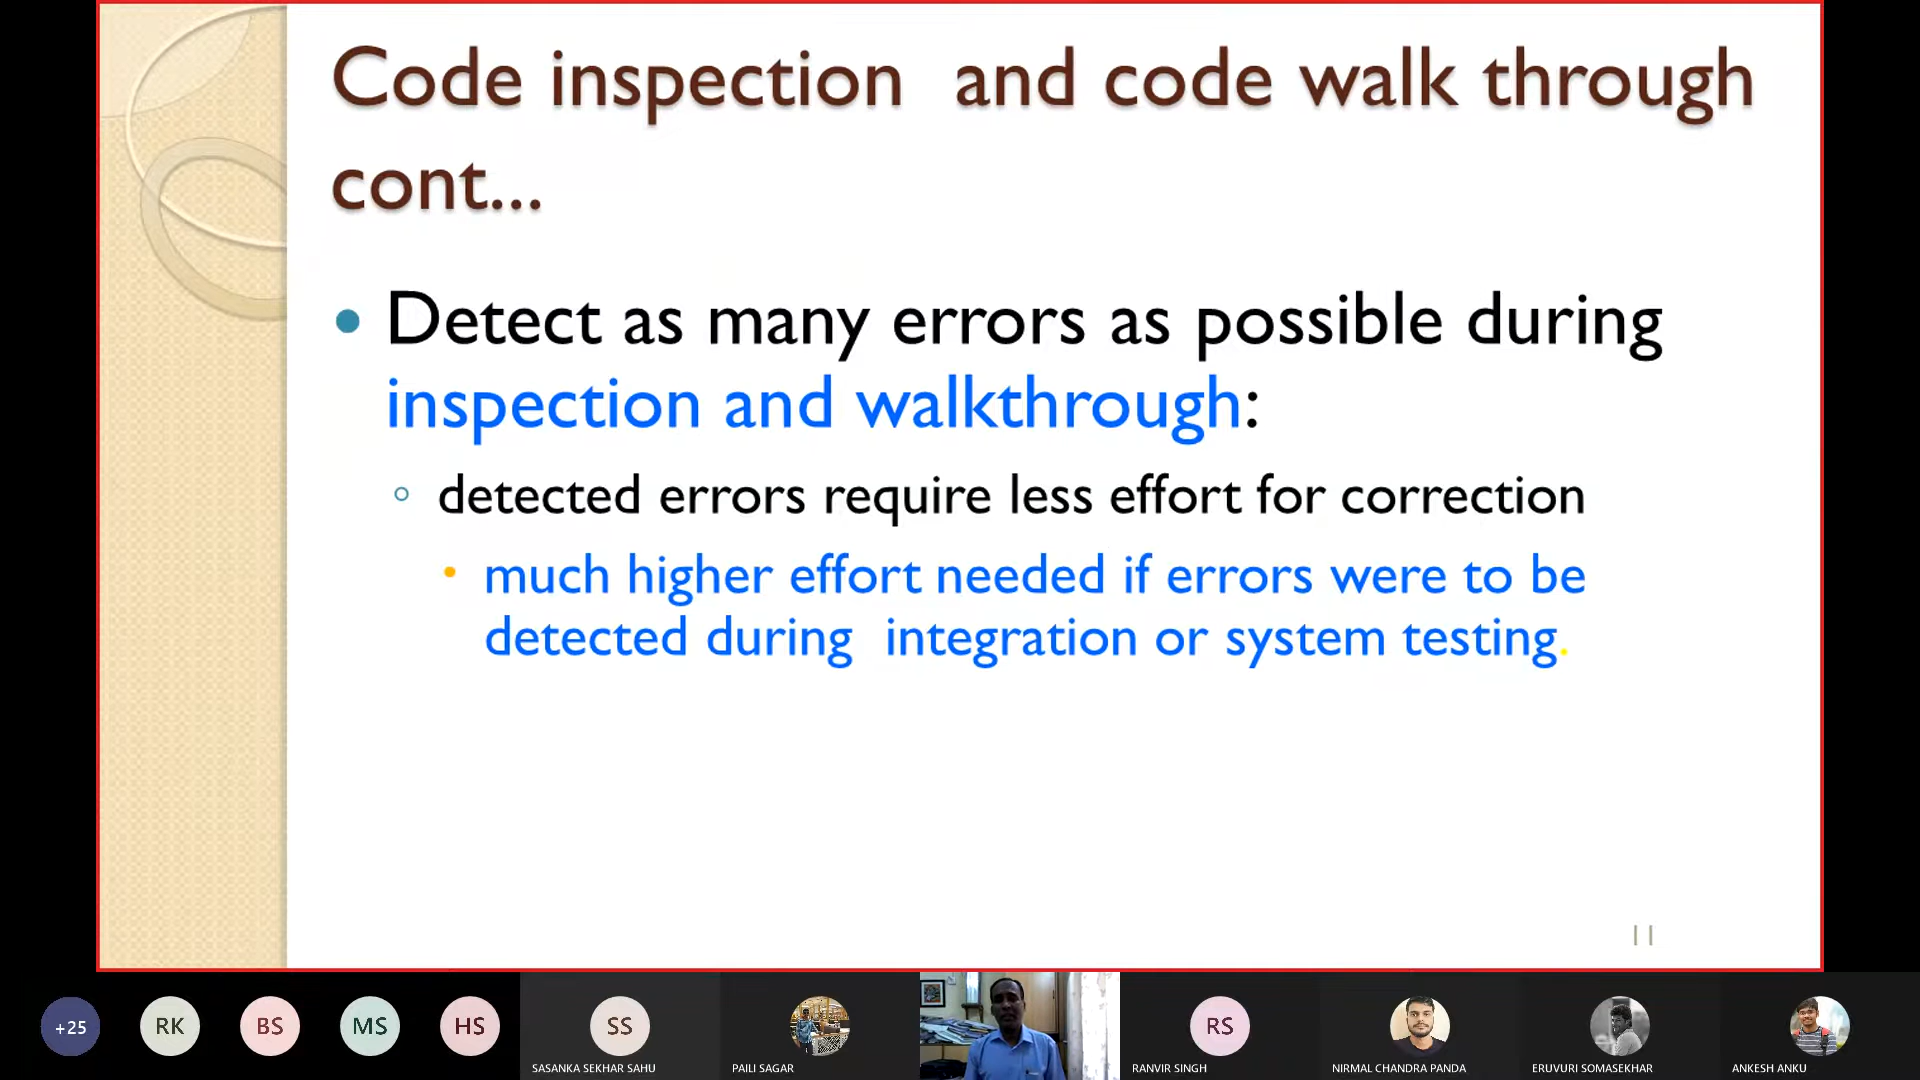 Code inspection and code walk through
cont...
Detect as many errors as possible during
inspection and walkthrough:
detected errors require less effort for correction
much higher effort needed if errors were to be
detected during integration or system testing.
11
+25
RK
BS
MS
HS
SS
RS
SASANKA SEKHAR SAHU
PAILI SAGAR
RANVIR SINGH
NIRMAL CHANDRA PANDA
ERUVURI SOMASEKHAR
ANKESH ANKU